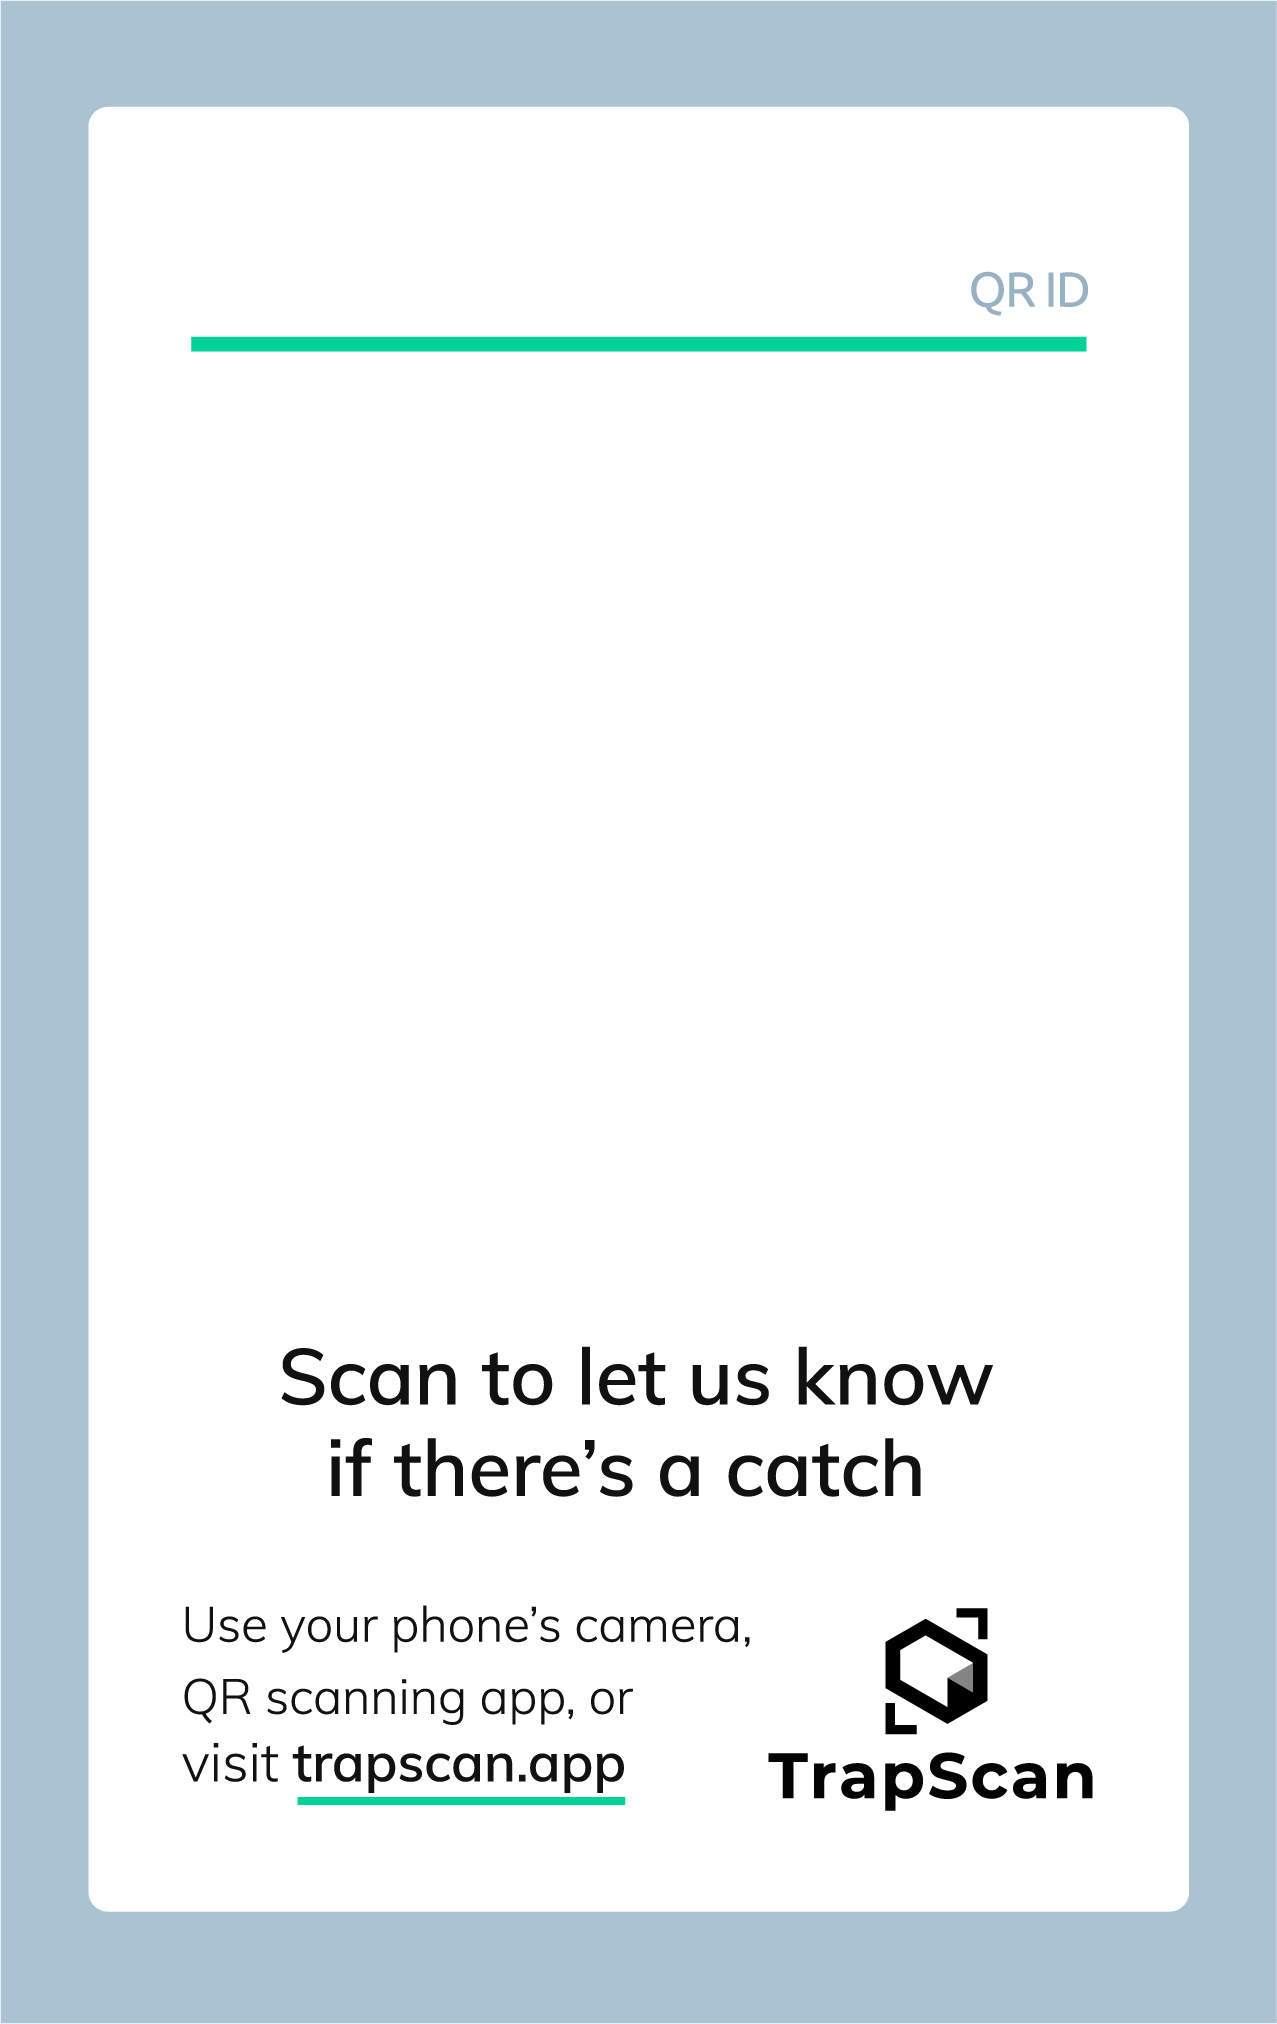 QR ID
Scan to let us know
if there’s a catch
Use your phone’s camera,
QR scanning app, or
visit trapscan.app
TrapScan